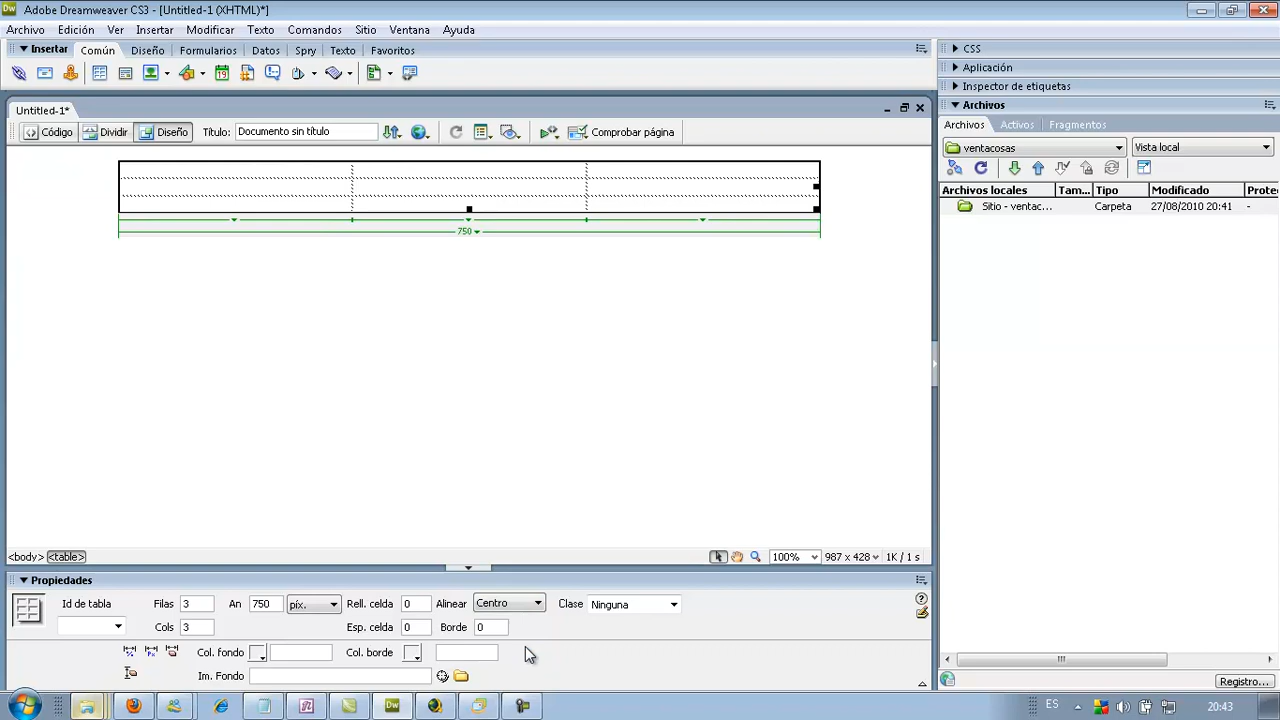 Dw Adobe Dreamweaver CS3 - [Untitled-1 (XHTML)*]
Archivo Edición Ver Insertar Modificar Texto Comandos Sitio Ventana Ayuda
Insertar Común Diseño Formularios Datos Spry Texto Favoritos
Untitled-1*
Código Dividir Diseño Título: Documento sin título Comprobar página
750
<body> <table> 100% 987 x 428 1K / 1 s
Propiedades
Id de tabla Filas 3 An 750 píx. Rell. celda 0 Alinear Centro Clase Ninguna
Cols 3 Esp. celda 0 Borde 0
Col. fondo Col. borde
Im. Fondo
CSS
Aplicación
Inspector de etiquetas
Archivos
Archivos Activos Fragmentos
ventacosas Vista local
Archivos locales Tam... Tipo Modificado Prote
Sitio - ventac... Carpeta 27/08/2010 20:41 -
Registro...
Dw ES 20:43